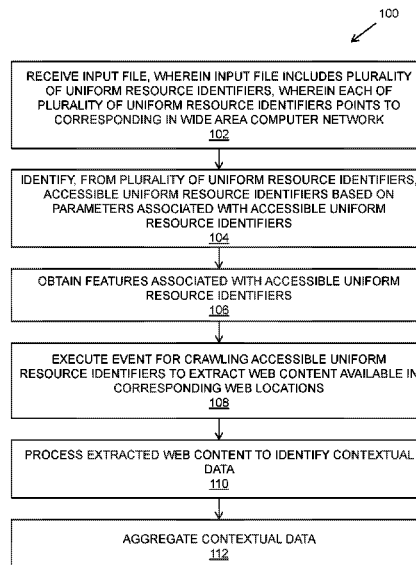 100
RECEIVE INPUT FILE, WHEREIN INPUT FILE INCLUDES PLURALITY
OF UNIFORM RESOURCE IDENTIFIERS, WHEREIN EACH OF
PLURALITY OF UNIFORM RESOURCE IDENTIFIERS POINTS TO
CORRESPONDING IN WIDE AREA COMPUTER NETWORK
102
IDENTIFY, FROM PLURALITY OF UNIFORM RESOURCE IDENTIFIERS,
ACCESSIBLE UNIFORM RESOURCE IDENTIFIERS BASED ON
PARAMETERS ASSOCIATED WITH ACCESSIBLE UNIFORM
RESOURCE IDENTIFIERS
104
OBTAIN FEATURES ASSOCIATED WITH ACCESSIBLE UNIFORM
RESOURCE IDENTIFIERS
106
EXECUTE EVENT FOR CRAWLING ACCESSIBLE UNIFORM
RESOURCE IDENTIFIERS TO EXTRACT WEB CONTENT AVAILABLE IN
CORRESPONDING WEB LOCATIONS
108
PROCESS EXTRACTED WEB CONTENT TO IDENTIFY CONTEXTUAL
DATA
110
AGGREGATE CONTEXTUAL DATA
112